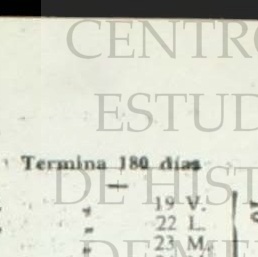 CENTRO
ESTUD
Termina 180 días
DE HIST
" 19 V.
" 22 L.
" 23 M.